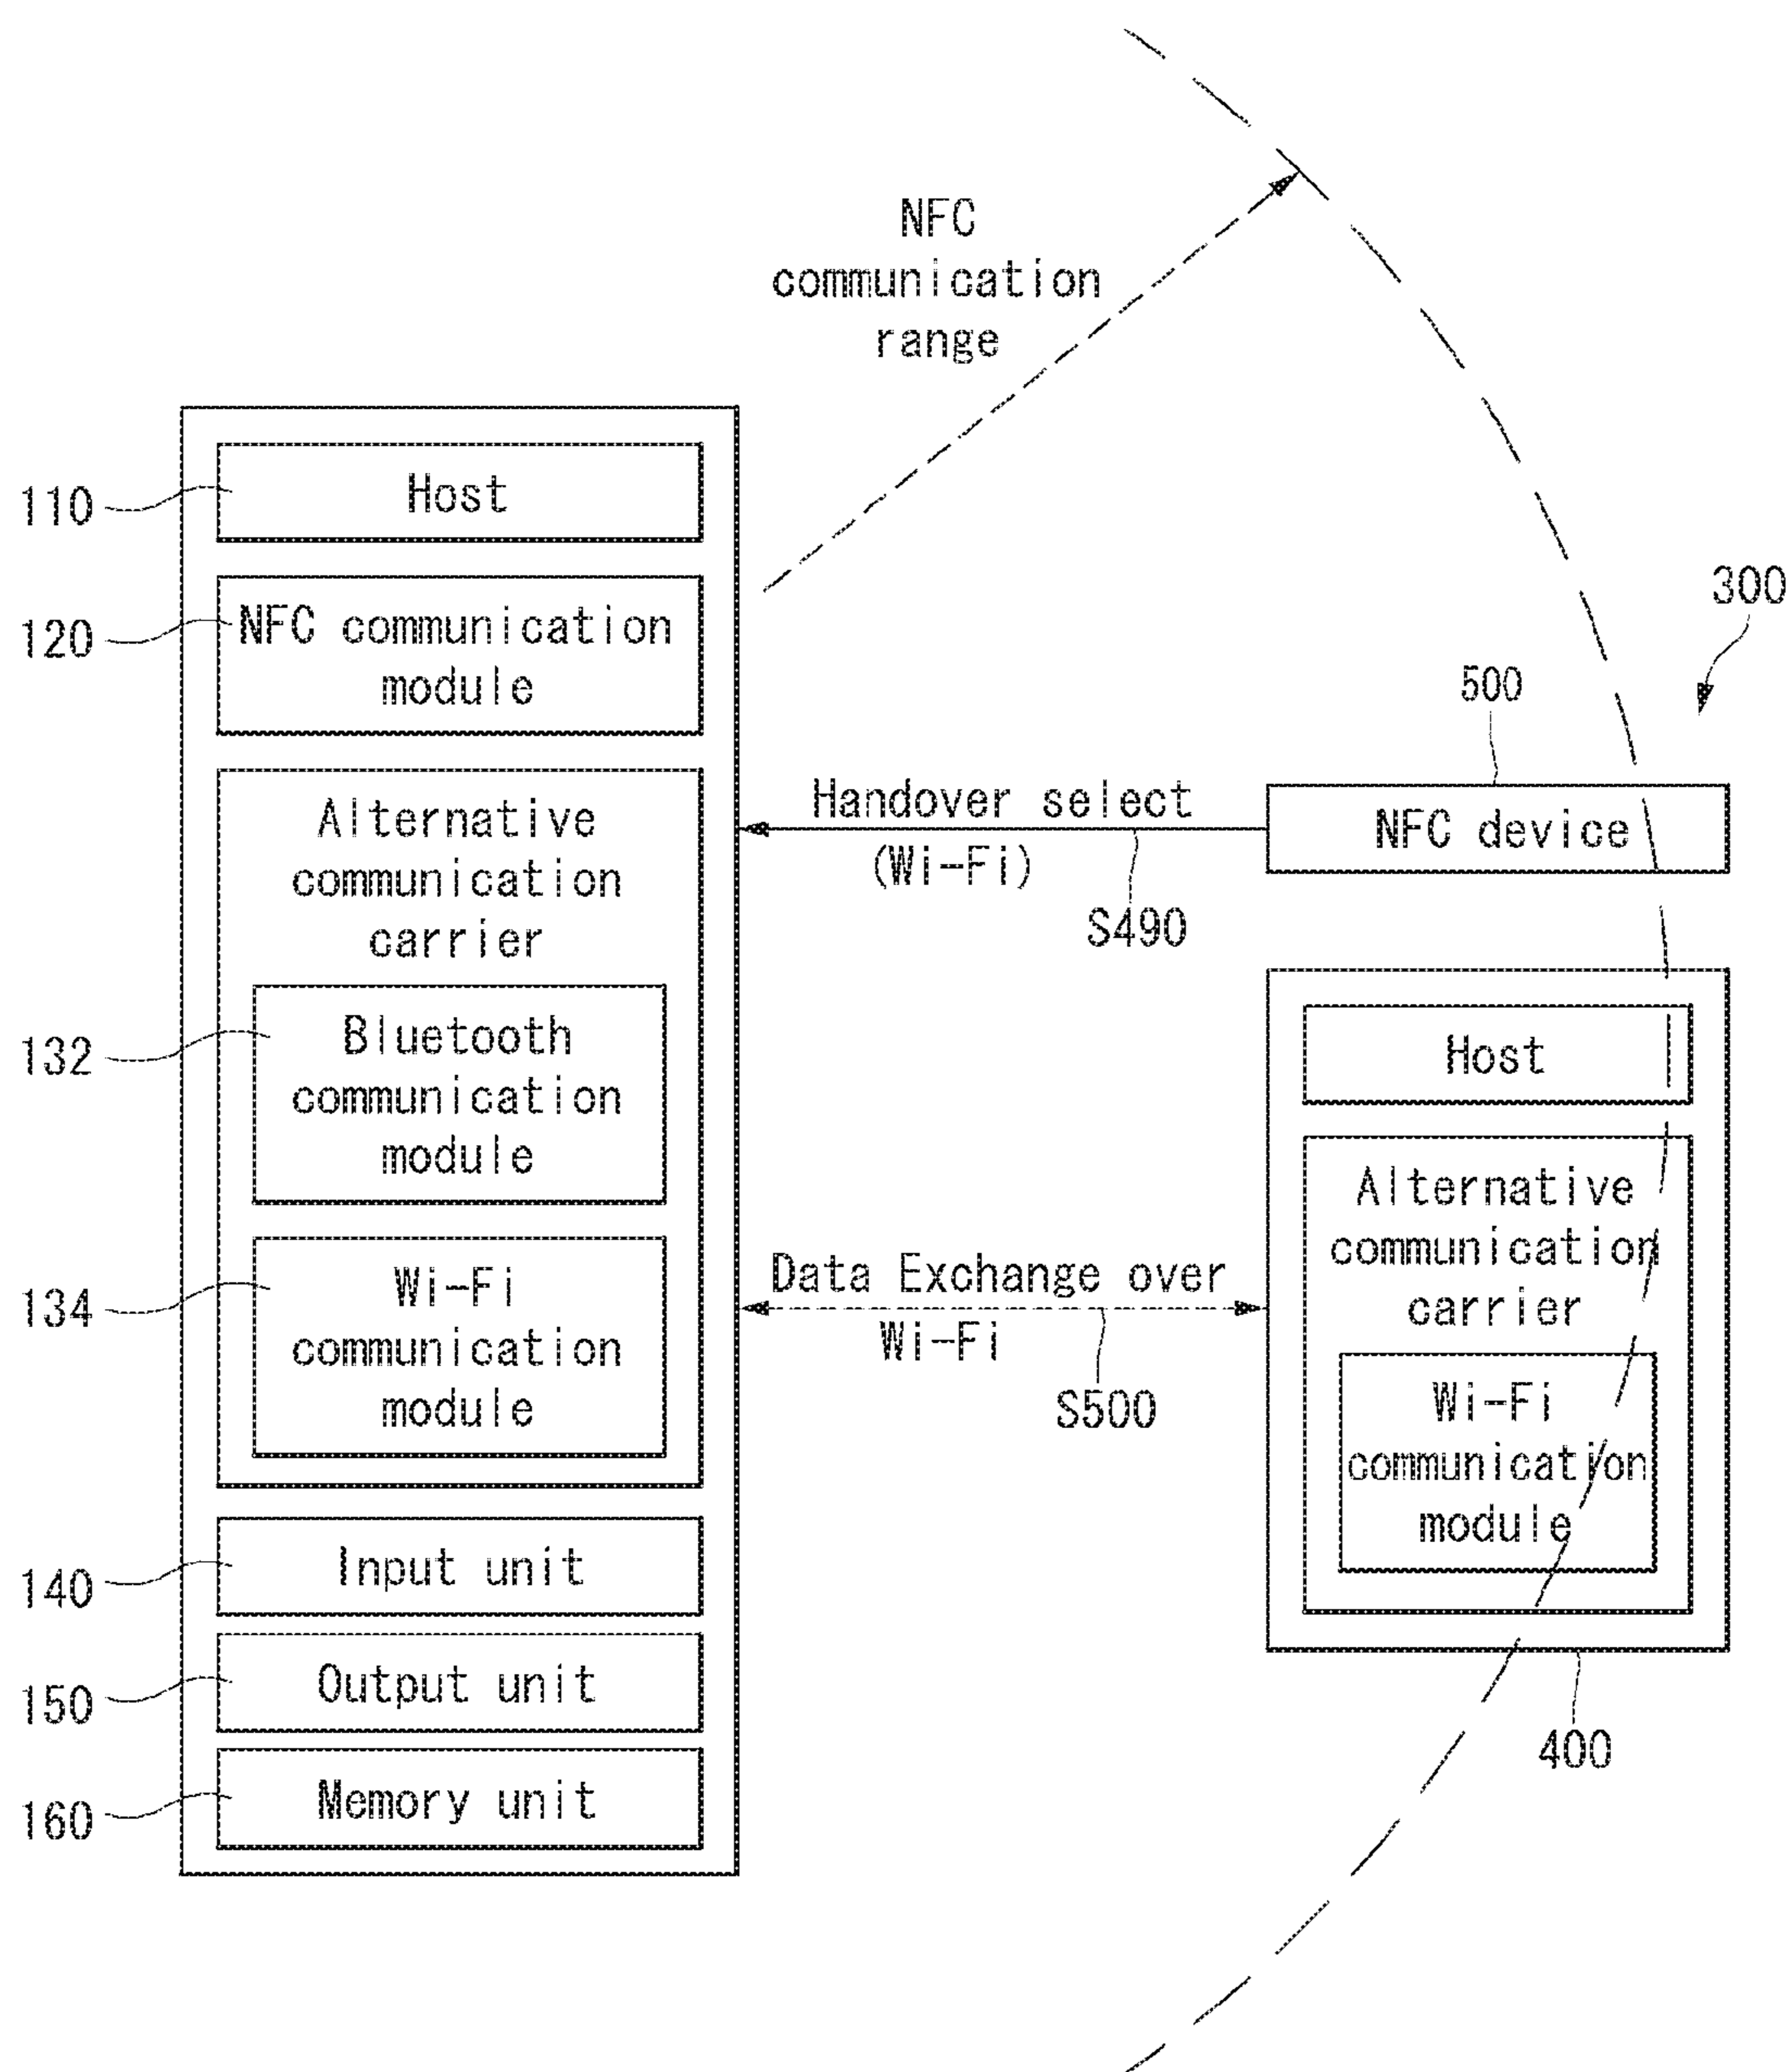 NFC
communication
range
110
Host
120
NFC communication
module
Alternative
communication
carrier
132
Bluetooth
communication
module
134
Wi-Fi
communication
module
140
Input unit
150
Output unit
160
Memory unit
Handover select
(Wi-Fi)
S490
Data Exchange over
Wi-Fi
S500
300
500
NFC device
Host
Alternative
communication
carrier
Wi-Fi
communication
module
400